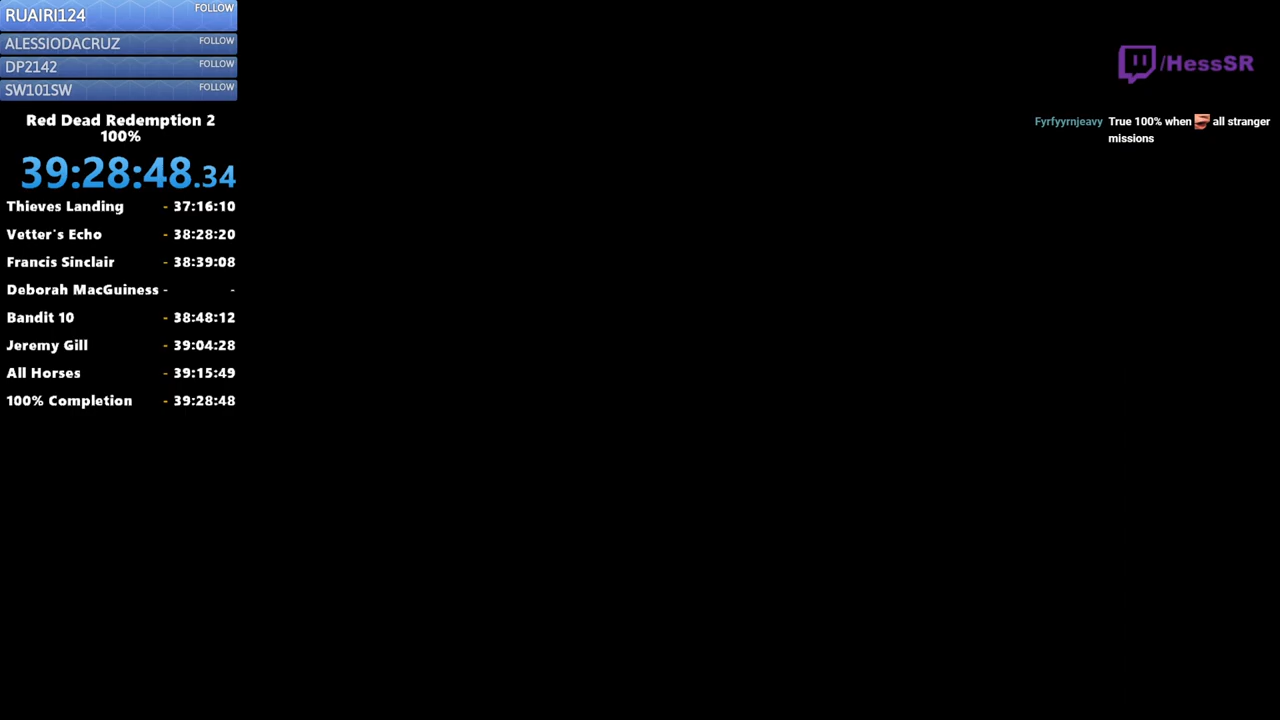 RUAIRI124 FOLLOW
ALESSIODACRUZ FOLLOW
DP2142 FOLLOW
SW101SW FOLLOW
Red Dead Redemption 2
100%
39:28:48.34
Thieves Landing - 37:16:10
Vetter's Echo - 38:28:20
Francis Sinclair - 38:39:08
Deborah MacGuiness - -
Bandit 10 - 38:48:12
Jeremy Gill - 39:04:28
All Horses - 39:15:49
100% Completion - 39:28:48
/HessSR
Fyrfyyrnjeavy True 100% when all stranger
missions